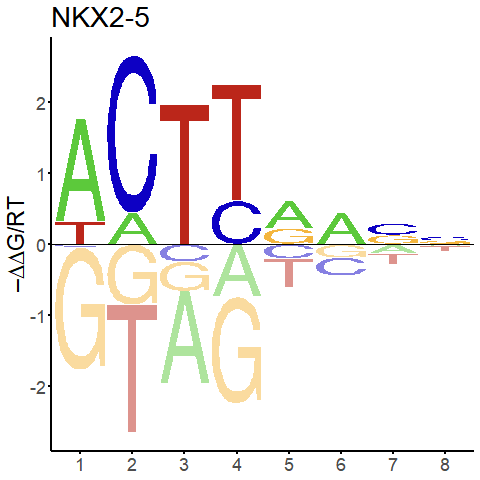 NKX2-5
−ΔΔG/RT
2
1
0
-1
-2
A C T T A A C
T A C G G
G G C A C G A
T G G T C T
A
1 2 3 4 5 6 7 8